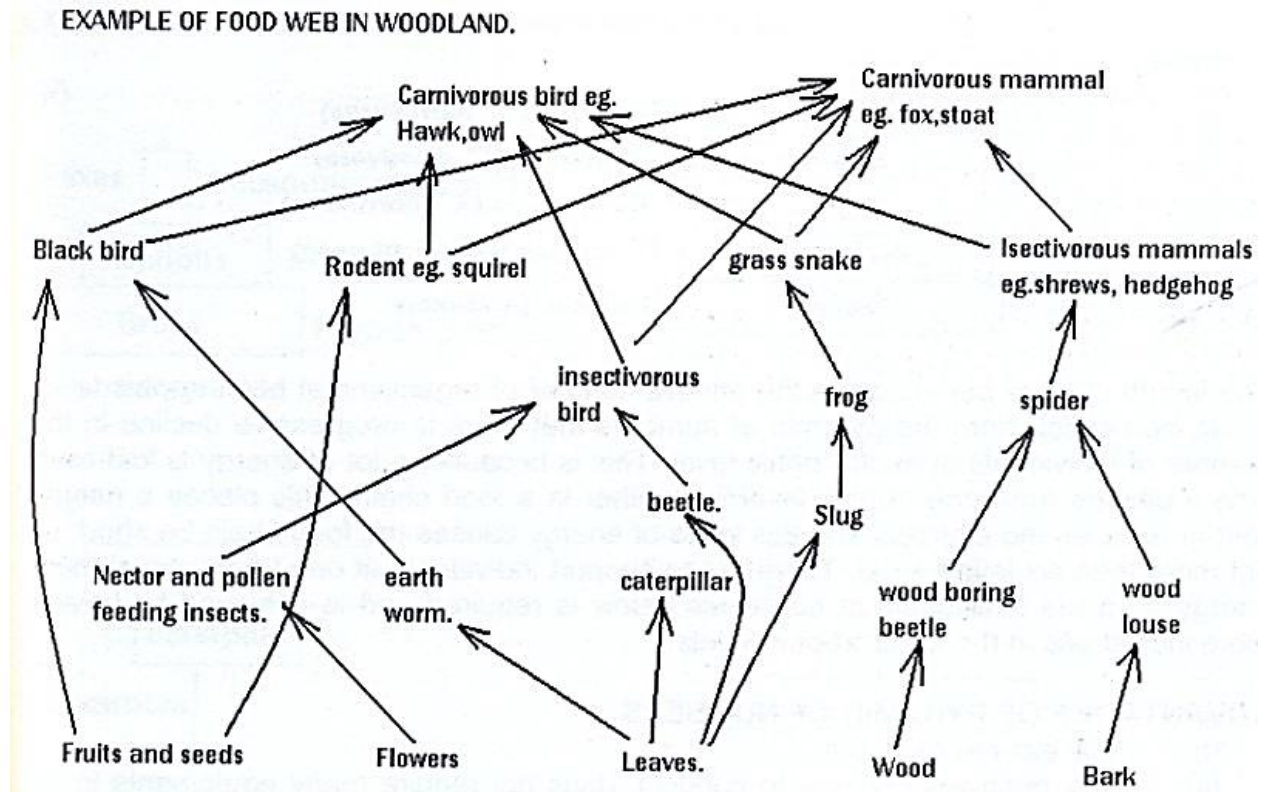 EXAMPLE OF FOOD WEB IN WOODLAND.
Carnivorous bird eg.
Hawk,owl
Carnivorous mammal
eg. fox,stoat
Black bird
Rodent eg. squirel
grass snake
Isectivorous mammals
eg.shrews, hedgehog
insectivorous
bird
frog
spider
beetle.
Slug
Nector and pollen
feeding insects.
earth
worm.
caterpillar
wood boring
beetle
wood
louse
Fruits and seeds
Flowers
Leaves.
Wood
Bark